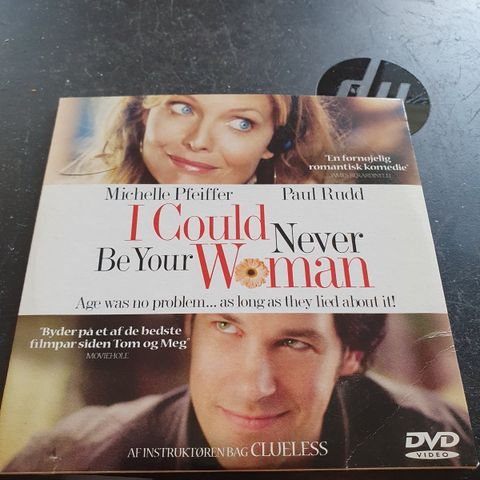 "En fornøjelig
romantisk komedie"
JAMES BERARDINELLI
Michelle Pfeiffer Paul Rudd
I Could Never
Be Your Woman
Age was no problem... as long as they lied about it!
"Byder på et af de bedste
filmpar siden Tom og Meg"
MOVIEHOLE
AF INSTRUKTØREN BAG CLUELESS
DVD
VIDEO